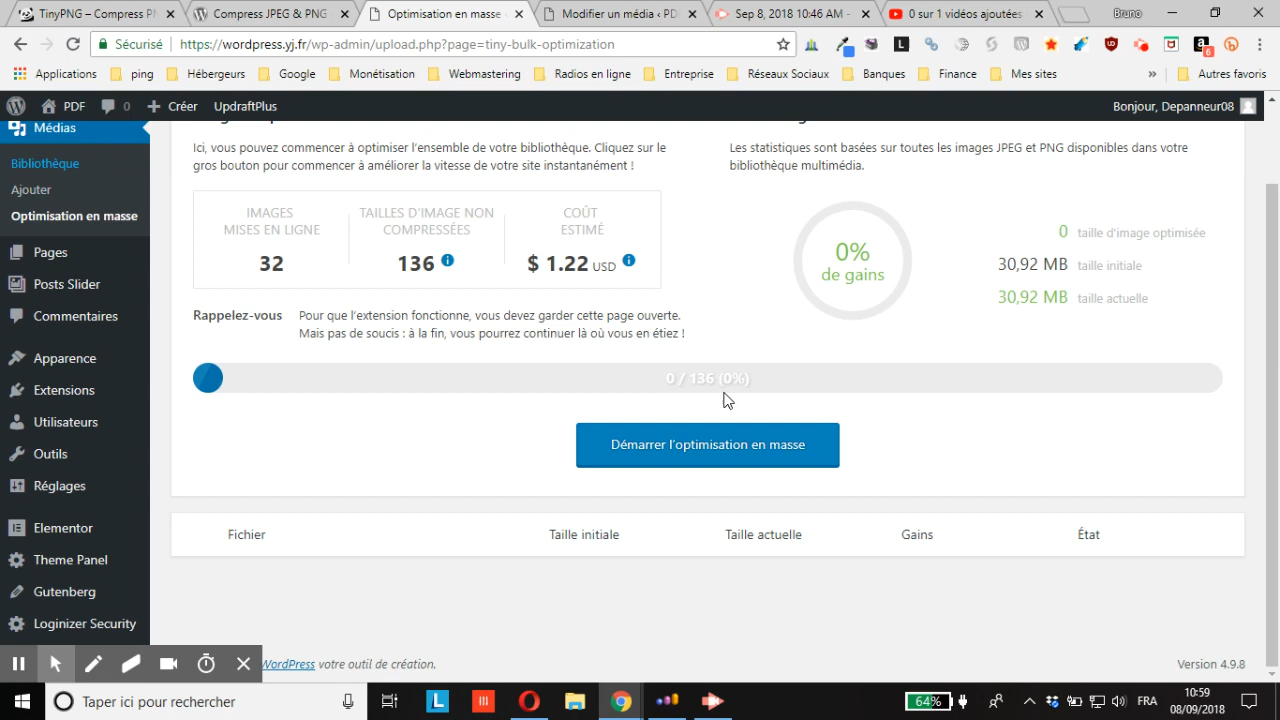 TinyPNG – Compress P
Compress JPEG & PNG
Optimisation en masse
Modifier un média ‹ PD
Sep 8, 2018 10:46 AM -
0 sur 1 vidéos ajoutées
Bruno
Sécurisé
https://wordpress.yj.fr/wp-admin/upload.php?page=tiny-bulk-optimization
6
Applications
ping
Hébergeurs
Google
Monétisation
Webmastering
Radios en ligne
Entreprise
Réseaux Sociaux
Banques
Finance
Mes sites
»
Autres favoris
PDF
0
Créer
UpdraftPlus
Bonjour, Depanneur08
Médias
Bibliothèque
Ajouter
Optimisation en masse
Pages
Posts Slider
Commentaires
Apparence
Extensions
Utilisateurs
Outils
Réglages
Elementor
Theme Panel
Gutenberg
Loginizer Security
Ici, vous pouvez commencer à optimiser l'ensemble de votre bibliothèque. Cliquez sur le
gros bouton pour commencer à améliorer la vitesse de votre site instantanément !
IMAGES
MISES EN LIGNE
32
TAILLES D'IMAGE NON
COMPRESSÉES
136
COÛT
ESTIMÉ
$ 1.22 USD
Les statistiques sont basées sur toutes les images JPEG et PNG disponibles dans votre
bibliothèque multimédia.
0%
de gains
0 taille d'image optimisée
30,92 MB taille initiale
30,92 MB taille actuelle
Rappelez-vous
Pour que l'extension fonctionne, vous devez garder cette page ouverte.
Mais pas de soucis : à la fin, vous pourrez continuer là où vous en étiez !
0 / 136 (0%)
Démarrer l'optimisation en masse
Fichier
Taille initiale
Taille actuelle
Gains
État
WordPress votre outil de création.
Version 4.9.8
Taper ici pour rechercher
64%
FRA
10:59
08/09/2018